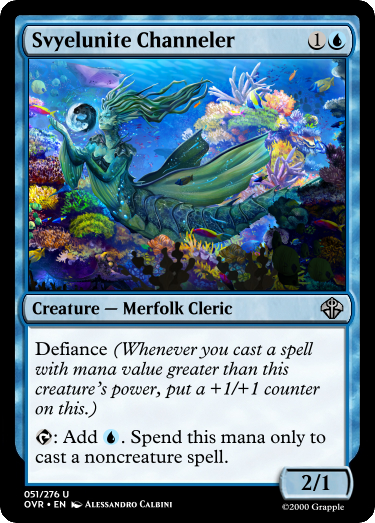 Svyelunite Channeler 1
Creature — Merfolk Cleric
Defiance (Whenever you cast a spell
with mana value greater than this
creature's power, put a +1/+1 counter
on this.)
: Add . Spend this mana only to
cast a noncreature spell.
2/1
051/276 U
OVR • EN Alessandro Calbini
©2000 Grapple